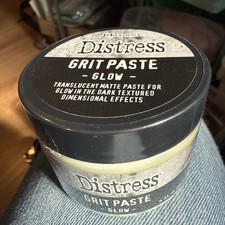 Distress
GRIT PASTE
- GLOW -
TRANSLUCENT MATTE PASTE FOR
GLOW IN THE DARK TEXTURED
DIMENSIONAL EFFECTS
Distress
GRIT PASTE
- GLOW -